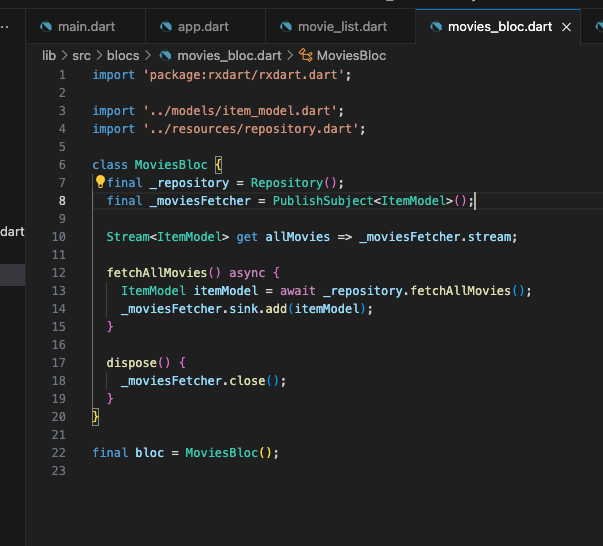 main.dart
app.dart
movie_list.dart
movies_bloc.dart
lib > src > blocs > movies_bloc.dart > MoviesBloc
1 import 'package:rxdart/rxdart.dart';
2
3 import '../models/item_model.dart';
4 import '../resources/repository.dart';
5
6 class MoviesBloc {
7 final _repository = Repository();
8 final _moviesFetcher = PublishSubject<ItemModel>();
9
10 Stream<ItemModel> get allMovies => _moviesFetcher.stream;
11
12 fetchAllMovies() async {
13 ItemModel itemModel = await _repository.fetchAllMovies();
14 _moviesFetcher.sink.add(itemModel);
15 }
16
17 dispose() {
18 _moviesFetcher.close();
19 }
20 }
21
22 final bloc = MoviesBloc();
23
dart